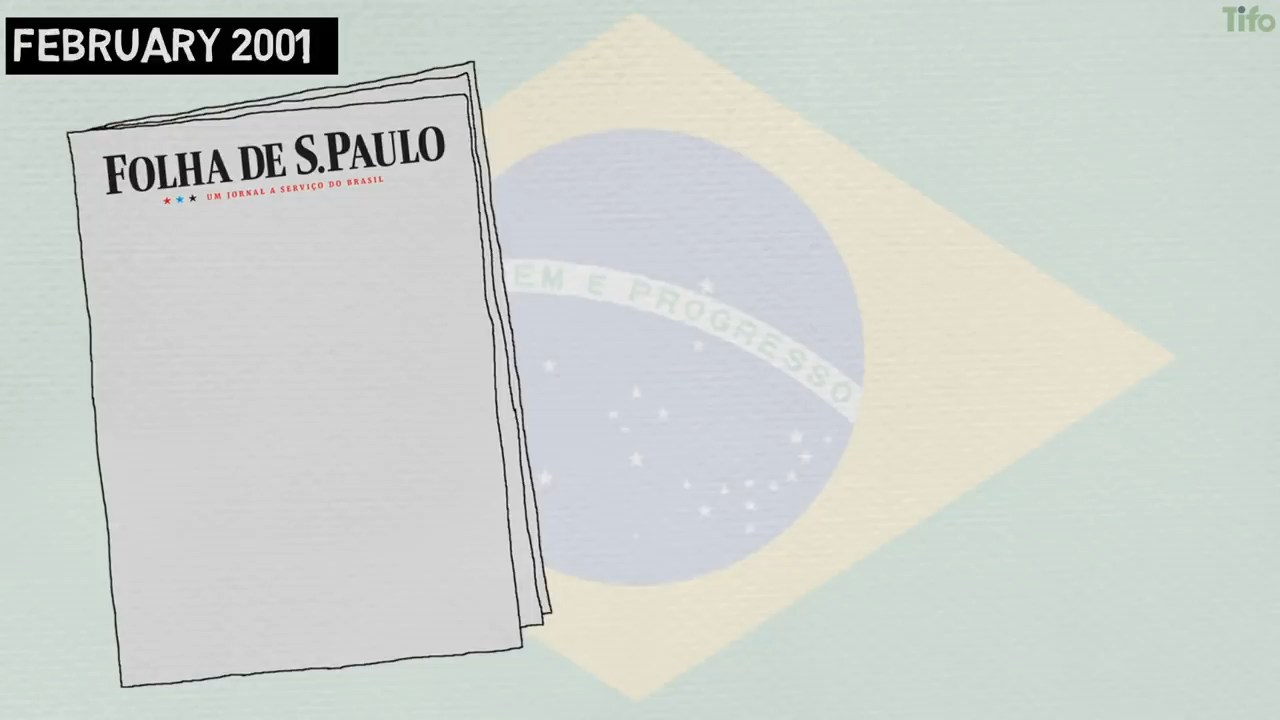 FEBRUARY 2001
Tifo
FOLHA DE S.PAULO
★ ★ ★ UM JORNAL A SERVIÇO DO BRASIL
EM E PROGRESSO